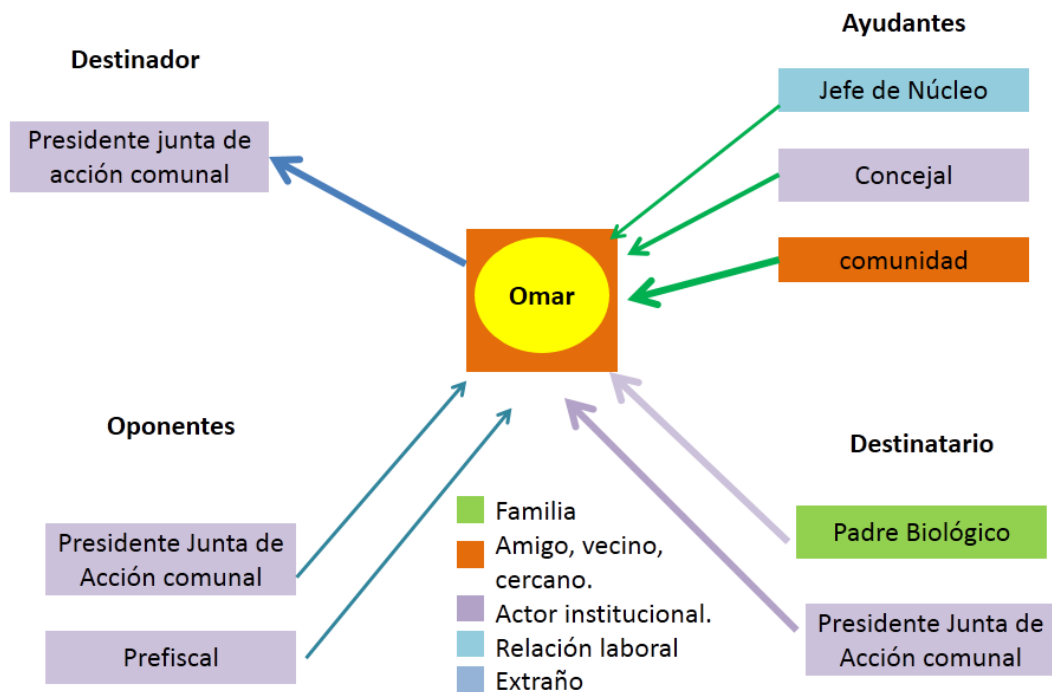 Destinador
Presidente junta de
acción comunal
Ayudantes
Jefe de Núcleo
Concejal
comunidad
Omar
Oponentes
Presidente Junta de
Acción comunal
Prefiscal
Familia
Amigo, vecino,
cercano.
Actor institucional.
Relación laboral
Extraño
Destinatario
Padre Biológico
Presidente Junta de
Acción comunal